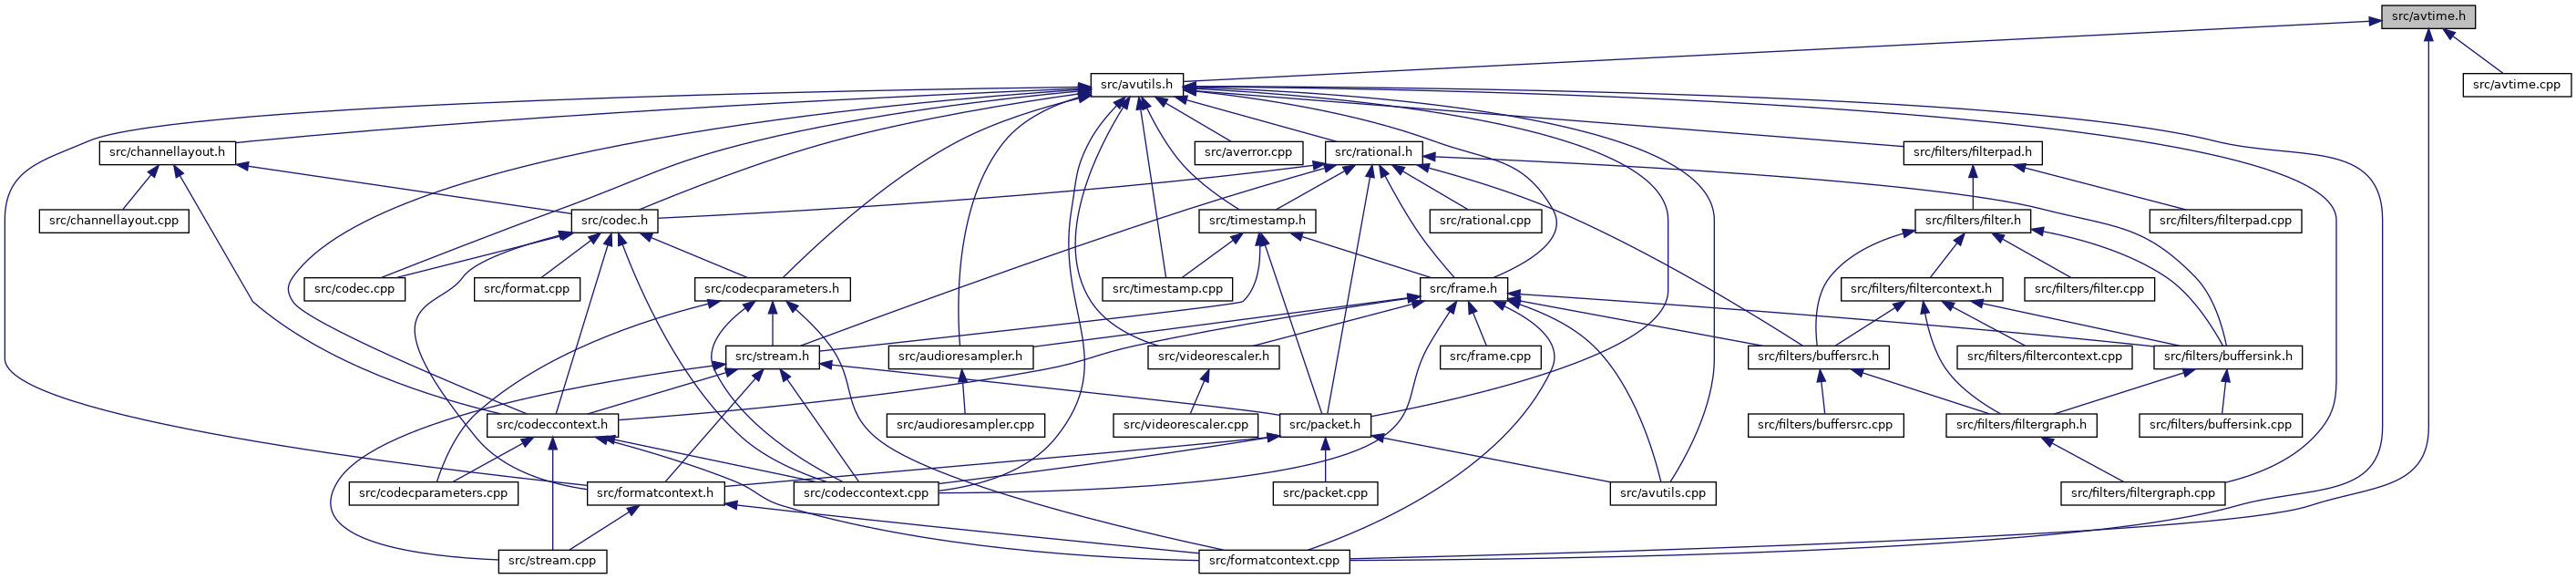 src/avtime.h
src/avutils.h
src/avtime.cpp
src/channellayout.h
src/averror.cpp
src/rational.h
src/filters/filterpad.h
src/channellayout.cpp
src/codec.h
src/timestamp.h
src/rational.cpp
src/filters/filter.h
src/filters/filterpad.cpp
src/codec.cpp
src/format.cpp
src/codecparameters.h
src/timestamp.cpp
src/frame.h
src/filters/filtercontext.h
src/filters/filter.cpp
src/stream.h
src/audioresampler.h
src/videorescaler.h
src/frame.cpp
src/filters/buffersrc.h
src/filters/filtercontext.cpp
src/filters/buffersink.h
src/codeccontext.h
src/audioresampler.cpp
src/videorescaler.cpp
src/packet.h
src/filters/buffersrc.cpp
src/filters/filtergraph.h
src/filters/buffersink.cpp
src/codecparameters.cpp
src/formatcontext.h
src/codeccontext.cpp
src/packet.cpp
src/avutils.cpp
src/filters/filtergraph.cpp
src/stream.cpp
src/formatcontext.cpp